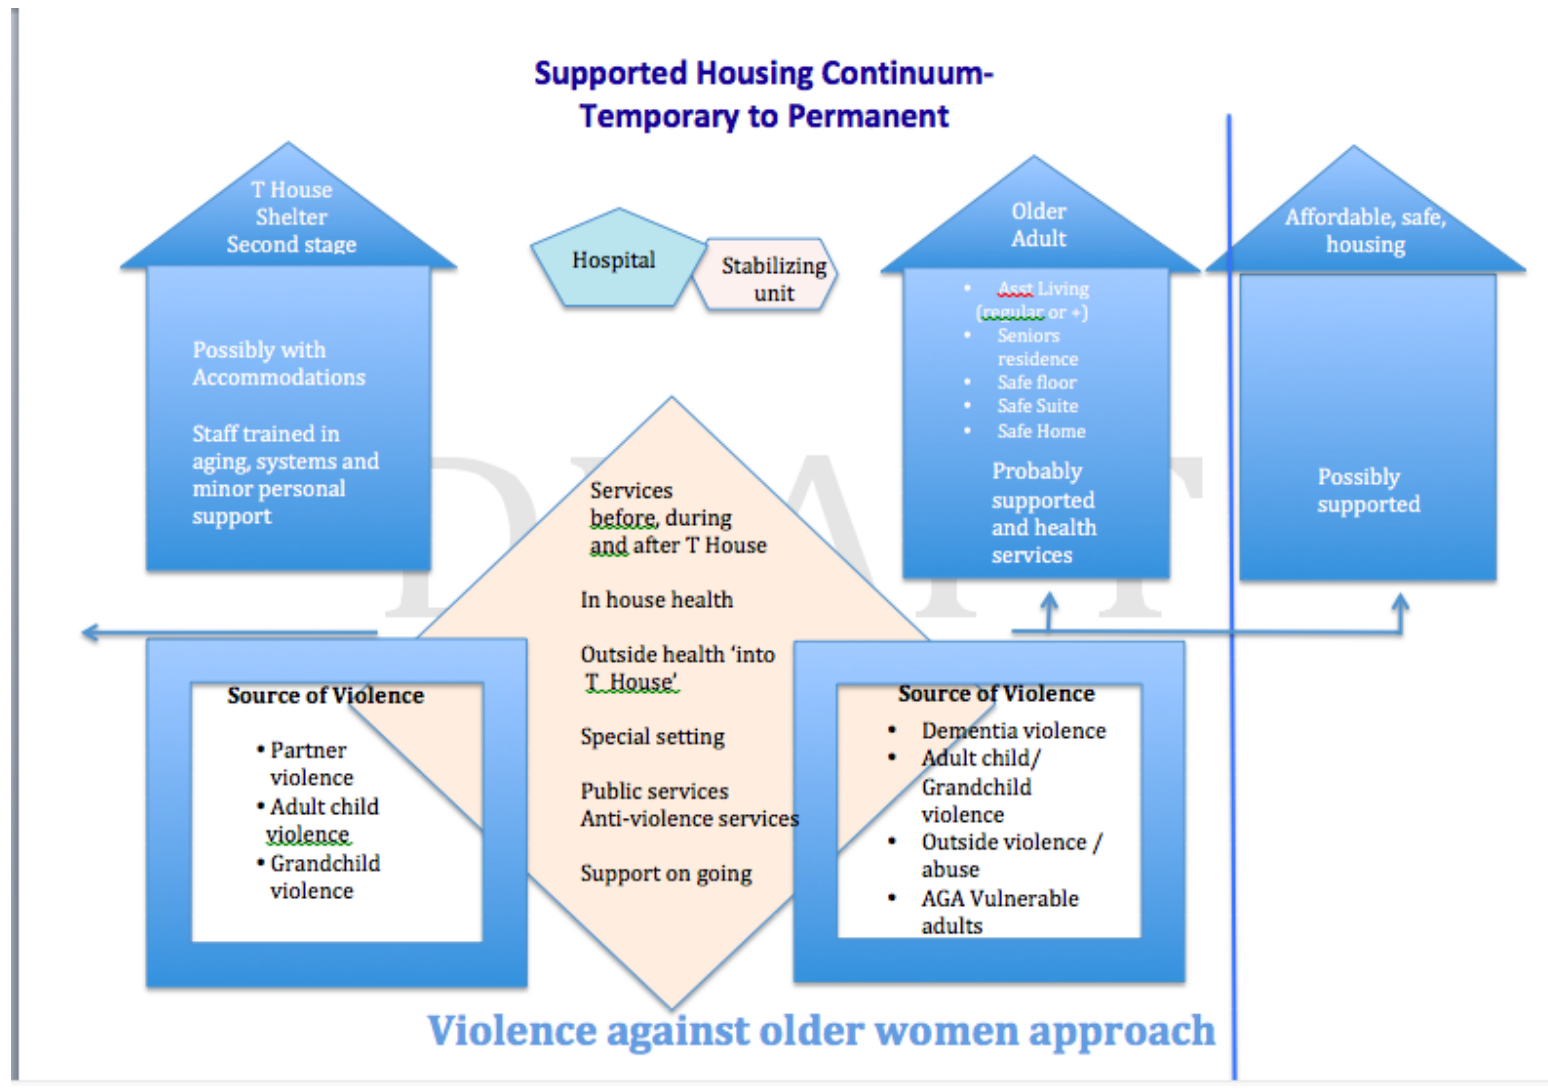 Supported Housing Continuum-
Temporary to Permanent
T House
Shelter
Second stage
Possibly with
Accommodations
Staff trained in
aging, systems and
minor personal
support
Hospital
Stabilizing
unit
Older
Adult
• Asst Living
(regular or +)
• Seniors
residence
• Safe floor
• Safe Suite
• Safe Home
Probably
supported
and health
services
Affordable, safe,
housing
Possibly
supported
DRAFT
Services
before, during
and after T House
In house health
Outside health ‘into
T House’
Special setting
Public services
Anti-violence services
Support on going
Source of Violence
• Partner
violence
• Adult child
violence
• Grandchild
violence
Source of Violence
• Dementia violence
• Adult child/
Grandchild
violence
• Outside violence /
abuse
• AGA Vulnerable
adults
Violence against older women approach